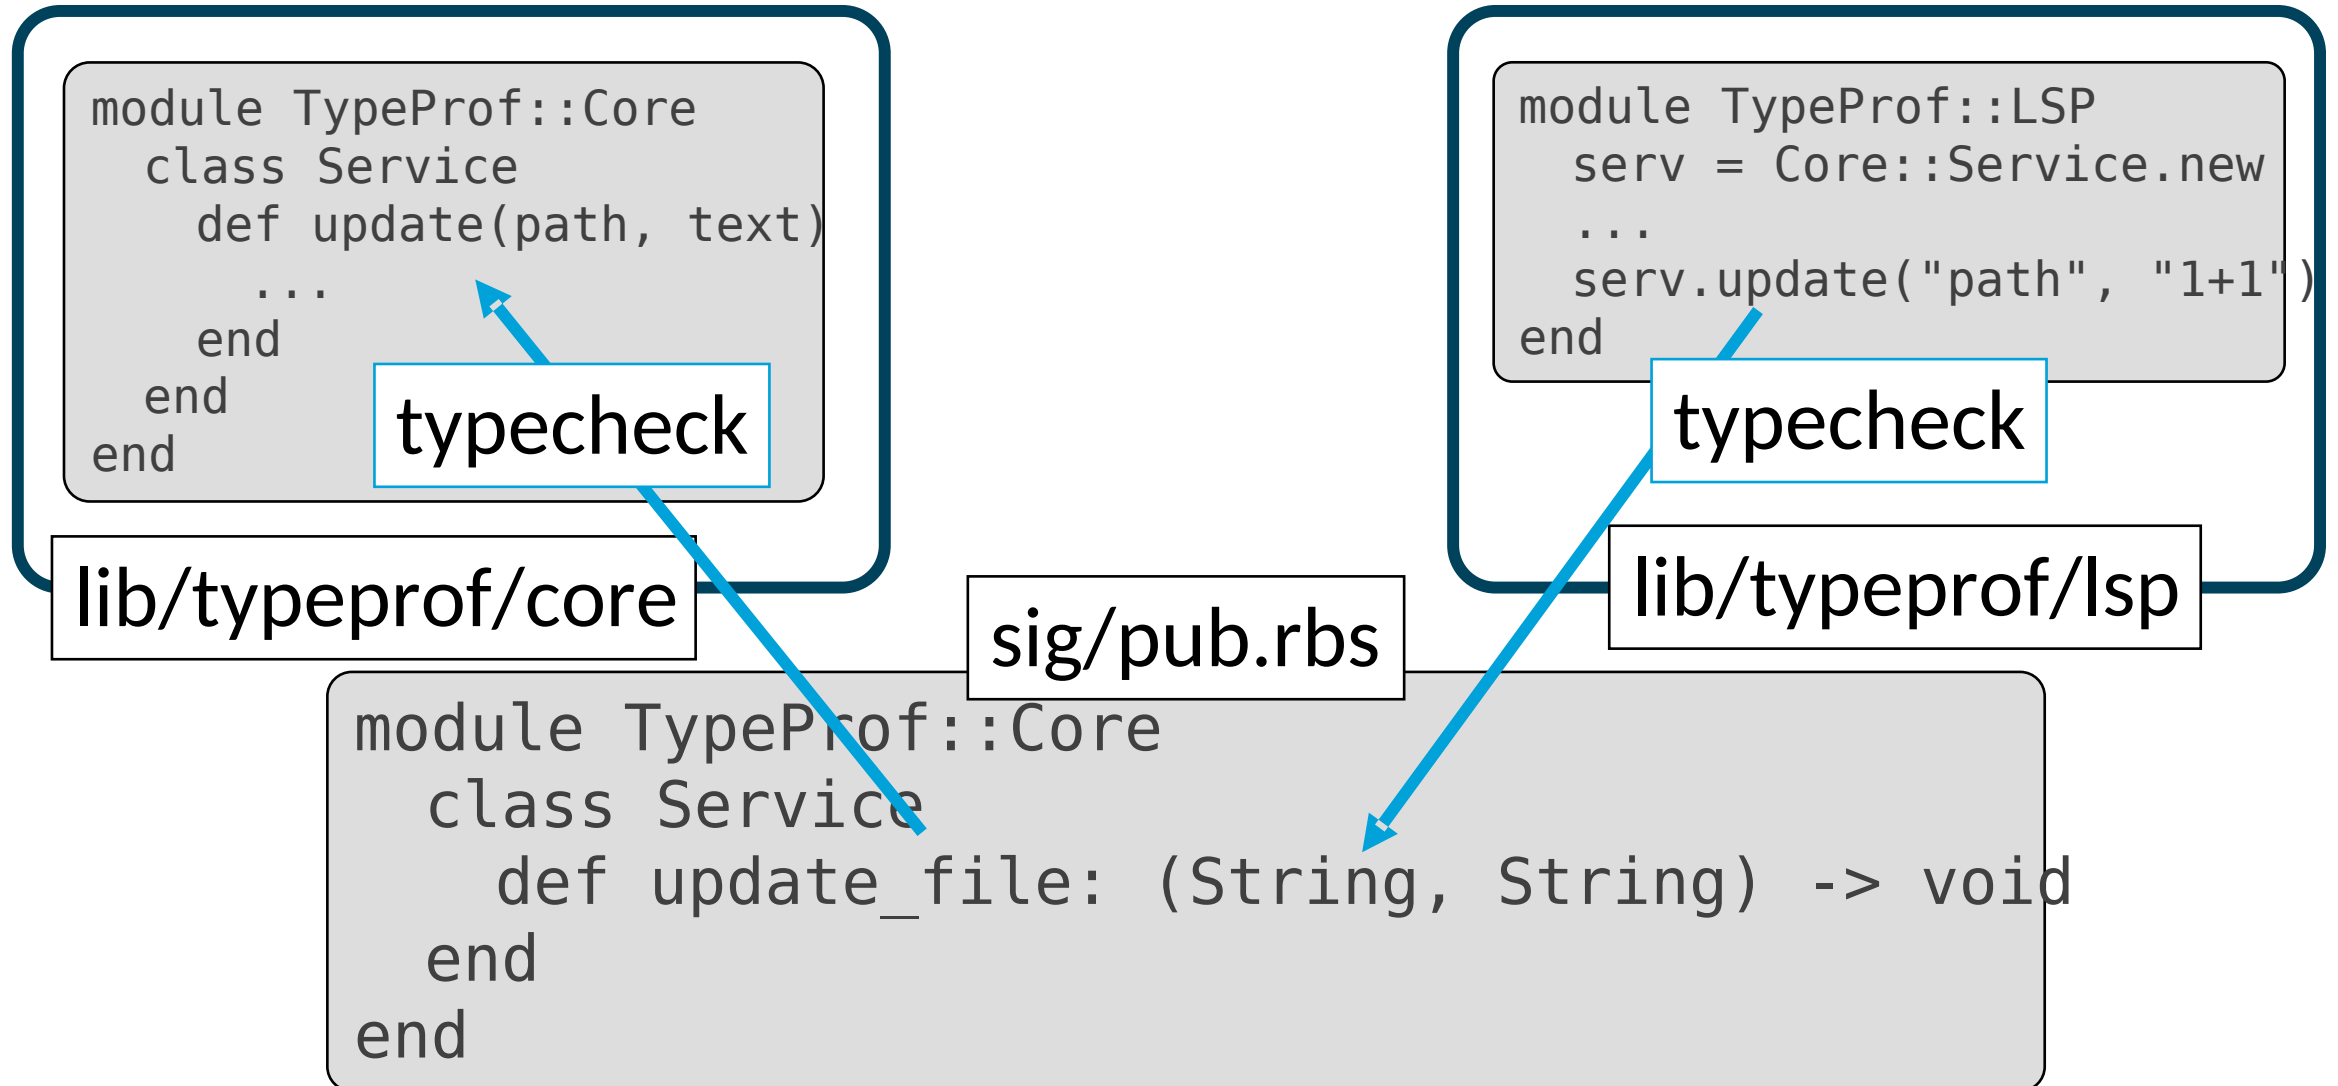 module TypeProf::Core
  class Service
    def update(path, text)
      ...
    end
  end
end
typecheck
lib/typeprof/core
module TypeProf::LSP
  serv = Core::Service.new
  ...
  serv.update("path", "1+1")
end
typecheck
lib/typeprof/lsp
sig/pub.rbs
module TypeProf::Core
  class Service
    def update_file: (String, String) -> void
  end
end